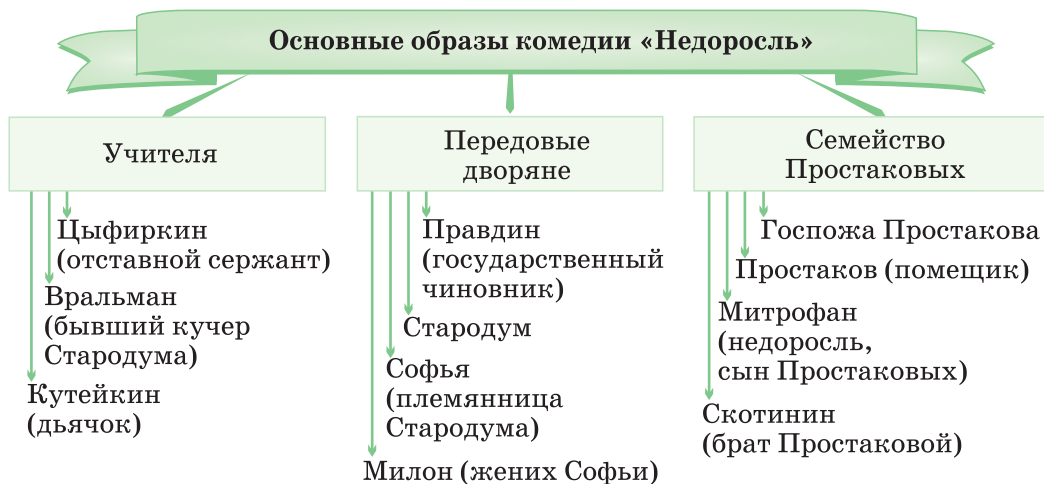 Основные образы комедии «Недоросль»
Учителя
Цыфиркин
(отставной сержант)
Вральман
(бывший кучер
Стародума)
Кутейкин
(дьячок)
Передовые
дворяне
Правдин
(государственный
чиновник)
Стародум
Софья
(племянница
Стародума)
Милон (жених Софьи)
Семейство
Простаковых
Госпожа Простакова
Простаков (помещик)
Митрофан
(недоросль,
сын Простаковых)
Скотинин
(брат Простаковой)